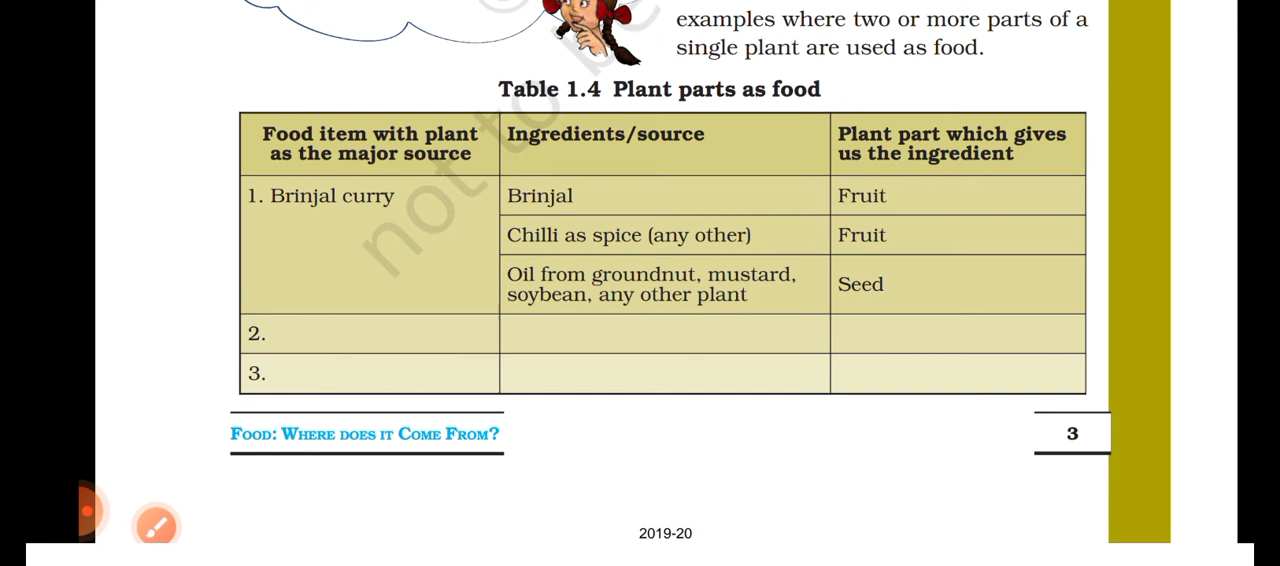 examples where two or more parts of a
single plant are used as food.
Table 1.4 Plant parts as food
Food item with plant
as the major source
Ingredients/source
Plant part which gives
us the ingredient
1. Brinjal curry
Brinjal
Fruit
Chilli as spice (any other)
Fruit
Oil from groundnut, mustard,
soybean, any other plant
Seed
2.
3.
FOOD: WHERE DOES IT COME FROM?
3
2019-20
not to be